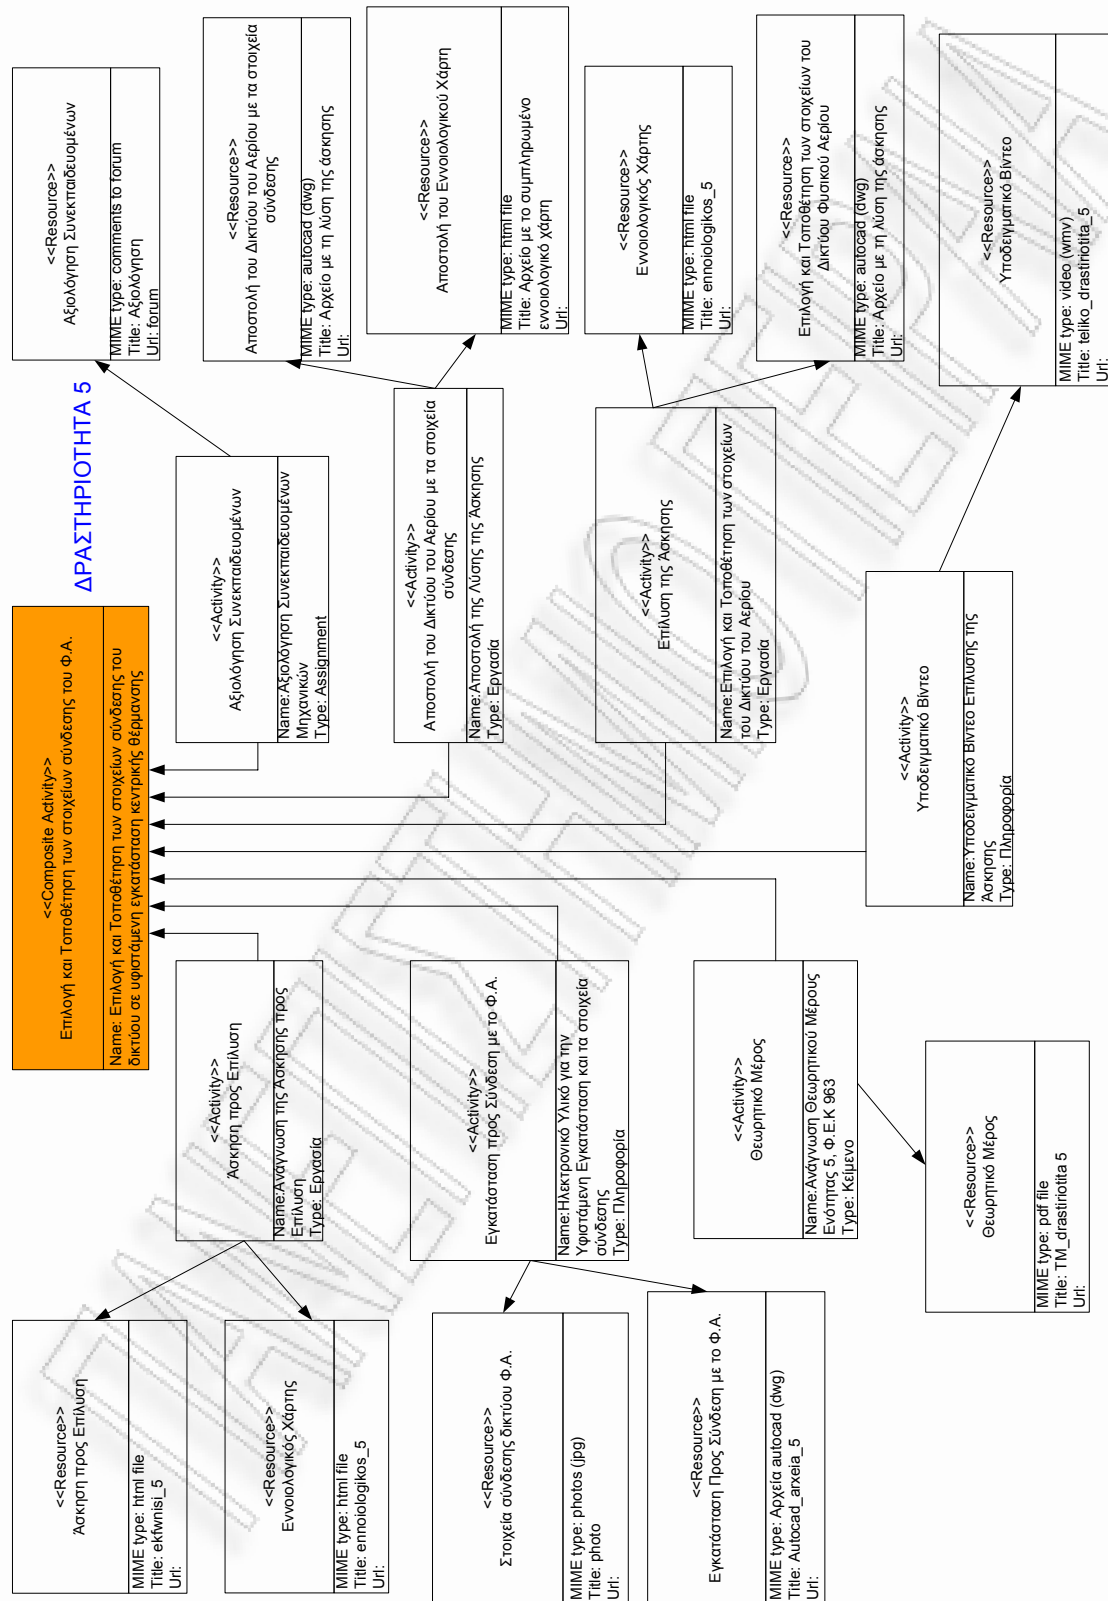 ΔΡΑΣΤΗΡΙΟΤΗΤΑ 5
<<Composite Activity>>
Επιλογή και Τοποθέτηση των στοιχείων σύνδεσης του Φ.Α.
Name: Επιλογή και Τοποθέτηση των στοιχείων σύνδεσης του
δικτύου σε υφιστάμενη εγκατάσταση κεντρικής θέρμανσης
<<Activity>>
Άσκηση προς Επίλυση
Name:Ανάγνωση της Άσκησης προς
Επίλυση
Type: Εργασία
<<Activity>>
Εγκατάσταση προς Σύνδεση με το Φ.Α.
Name:Ηλεκτρονικό Υλικό για την
Υφιστάμενη Εγκατάσταση και τα στοιχεία
σύνδεσης
Type: Πληροφορία
<<Activity>>
Θεωρητικό Μέρος
Name:Ανάγνωση Θεωρητικού Μέρους
Ενότητας 5, Φ.Ε.Κ 963
Type: Κείμενο
<<Activity>>
Αξιολόγηση Συνεκπαιδευομένων
Name:Αξιολόγηση Συνεκπαιδευομένων
Μηχανικών
Type: Assignment
<<Activity>>
Αποστολή του Δικτύου του Αερίου με τα στοιχεία
σύνδεσης
Name:Αποστολή της Λύσης της Άσκησης
Type: Εργασία
<<Activity>>
Επίλυση της Άσκησης
Name:Επιλογή και Τοποθέτηση των στοιχείων
του Δικτύου του Αερίου
Type: Εργασία
<<Activity>>
Υποδειγματικό Βίντεο
Name:Υποδειγματικό Βίντεο Επίλυσης της
Άσκησης
Type: Πληροφορία
<<Resource>>
Άσκηση προς Επίλυση
MIME type: html file
Title: ekfwnisi_5
Url:
<<Resource>>
Εννοιολογικός Χάρτης
MIME type: html file
Title: ennoiologikos_5
Url:
<<Resource>>
Στοιχεία σύνδεσης δικτύου Φ.Α.
MIME type: photos (jpg)
Title: photo
Url:
<<Resource>>
Εγκατάσταση Προς Σύνδεση με το Φ.Α.
MIME type: Αρχεία autocad (dwg)
Title: Autocad_arxeia_5
Url:
<<Resource>>
Θεωρητικό Μέρος
MIME type: pdf file
Title: TM_drastiriotita 5
Url:
<<Resource>>
Αξιολόγηση Συνεκπαιδευομένων
MIME type: comments to forum
Title: Αξιολόγηση
Url: forum
<<Resource>>
Αποστολή του Δικτύου του Αερίου με τα στοιχεία
σύνδεσης
MIME type: autocad (dwg)
Title: Αρχείο με τη λύση της άσκησης
Url:
<<Resource>>
Αποστολή του Εννοιολογικού Χάρτη
MIME type: html file
Title: Αρχείο με το συμπληρωμένο
εννοιολογικό χάρτη
Url:
<<Resource>>
Εννοιολογικός Χάρτης
MIME type: html file
Title: ennoiologikos_5
Url:
<<Resource>>
Επιλογή και Τοποθέτηση των στοιχείων του
Δικτύου Φυσικού Αερίου
MIME type: autocad (dwg)
Title: Αρχείο με τη λύση της άσκησης
Url:
<<Resource>>
Υποδειγματικό Βίντεο
MIME type: video (wmv)
Title: teliko_drastiriotita_5
Url:
ΠΑΝΕΠΙΣΤΗΜΙΟ ΠΕΙΡΑΙΑ